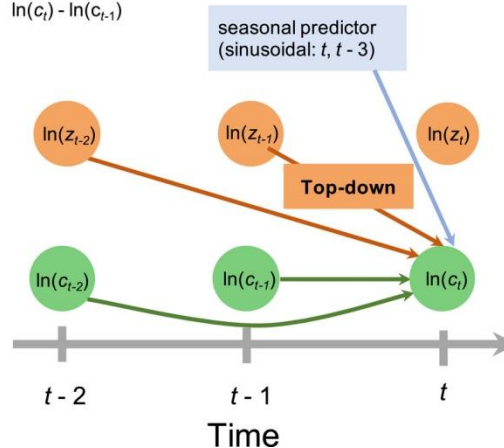 ln(cₜ) - ln(cₜ₋₁)
seasonal predictor
(sinusoidal: t, t - 3)
ln(zₜ₋₂)
ln(zₜ₋₁)
ln(zₜ)
Top-down
ln(cₜ₋₂)
ln(cₜ₋₁)
ln(cₜ)
t - 2
t - 1
t
Time